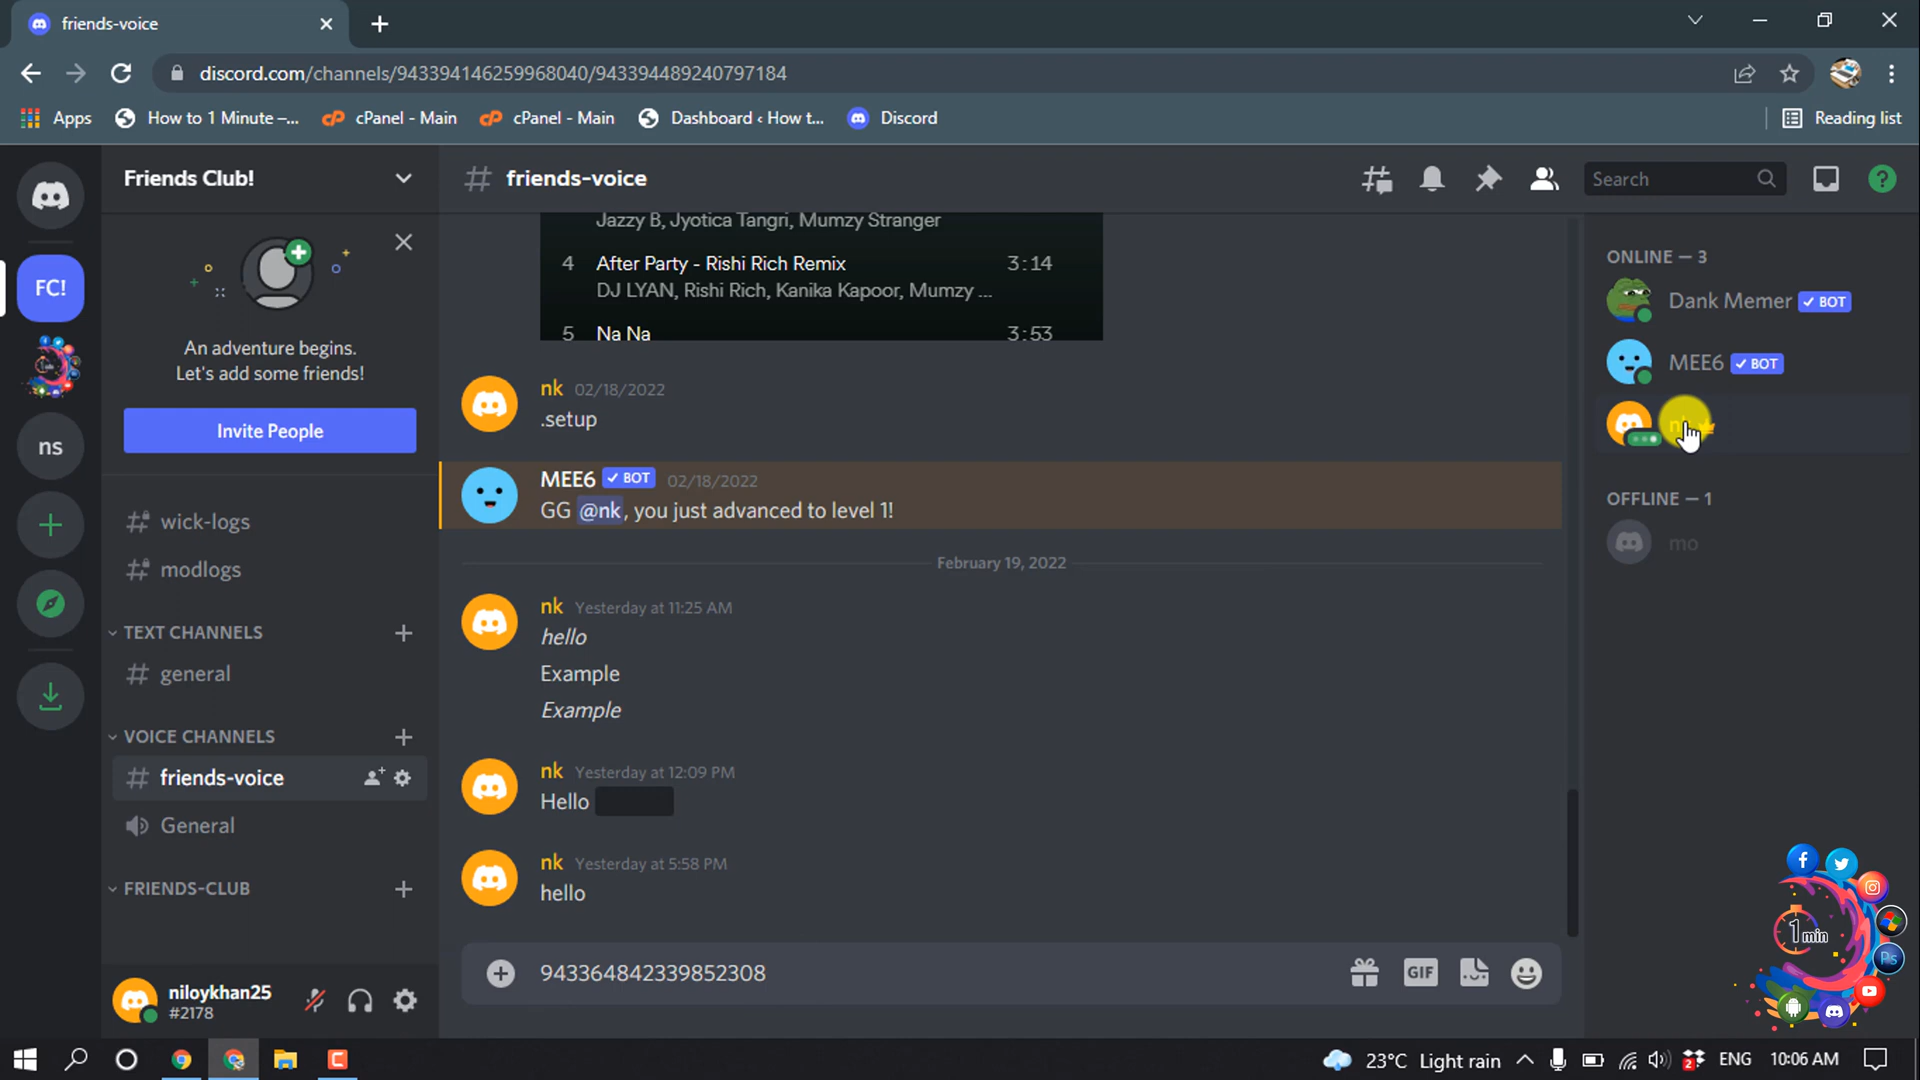 friends-voice
discord.com/channels/943394146259968040/943394489240797184
Apps
How to 1 Minute –...
cPanel - Main
cPanel - Main
Dashboard ‹ How t...
Discord
Reading list
Friends Club!
friends-voice
Search
FC!
ns
An adventure begins.
Let's add some friends!
Invite People
wick-logs
modlogs
TEXT CHANNELS
general
VOICE CHANNELS
friends-voice
General
FRIENDS-CLUB
niloykhan25
#2178
Jazzy B, Jyotica Tangri, Mumzy Stranger
4 After Party - Rishi Rich Remix 3:14
DJ LYAN, Rishi Rich, Kanika Kapoor, Mumzy ...
5 Na Na 3:53
nk 02/18/2022
.setup
MEE6 ✓ BOT 02/18/2022
GG @nk, you just advanced to level 1!
February 19, 2022
nk Yesterday at 11:25 AM
hello
Example
Example
nk Yesterday at 12:09 PM
Hello
nk Yesterday at 5:58 PM
hello
943364842339852308
GIF
ONLINE — 3
Dank Memer ✓ BOT
MEE6 ✓ BOT
OFFLINE — 1
mo
1 min
Ps
23°C Light rain
2
ENG
10:06 AM